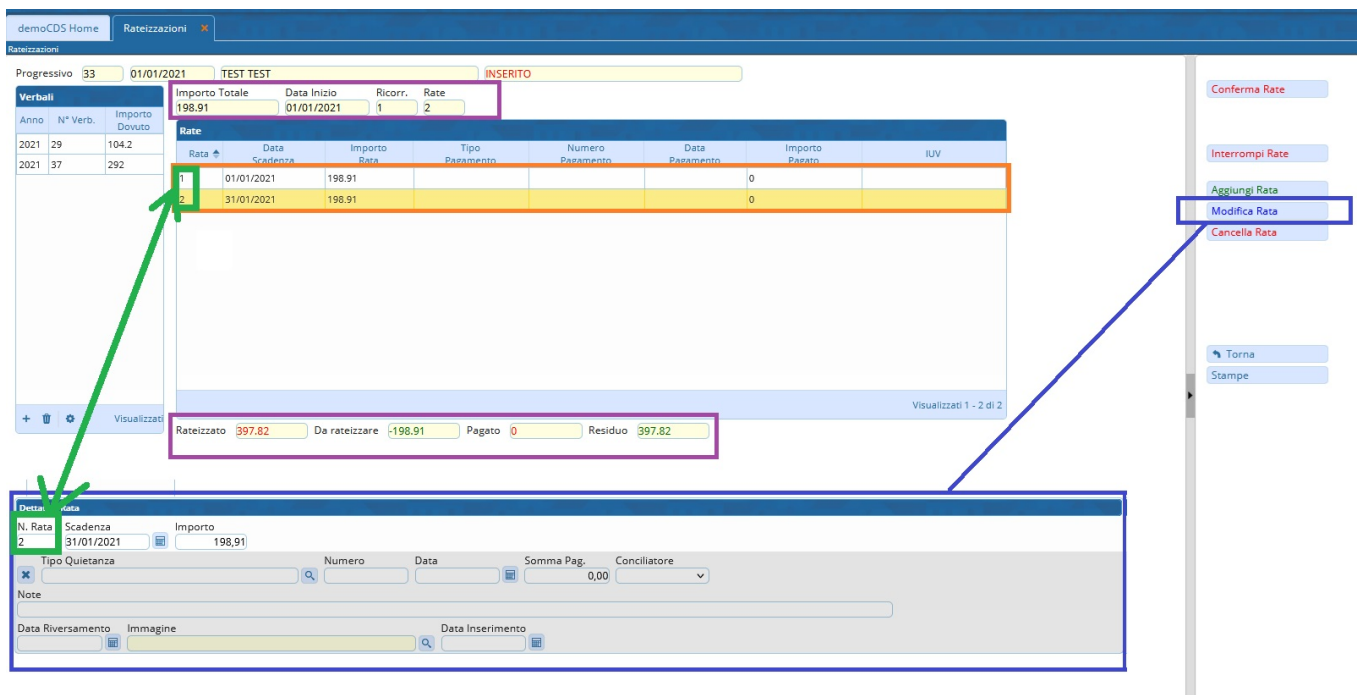 demoCDS Home Rateizzazioni ×
Rateizzazioni
Progressivo 33 01/01/2021 TEST TEST INSERITO
Verbali
Anno N° Verb. Importo Dovuto
2021 29 104.2
2021 37 292
Visualizzati
Importo Totale Data Inizio Ricorr. Rate
198.91 01/01/2021 1 2
Rate
Rata Data Scadenza Importo Rata Tipo Pagamento Numero Pagamento Data Pagamento Importo Pagato IUV
1 01/01/2021 198.91 0
2 31/01/2021 198.91 0
Visualizzati 1 - 2 di 2
Rateizzato 397.82 Da rateizzare -198.91 Pagato 0 Residuo 397.82
Conferma Rate
Interrompi Rate
Aggiungi Rata
Modifica Rata
Cancella Rata
Torna
Stampe
Rata
N. Rata Scadenza Importo
2 31/01/2021 198,91
Tipo Quietanza Numero Data Somma Pag. Conciliatore
0,00
Note
Data Riversamento Immagine Data Inserimento